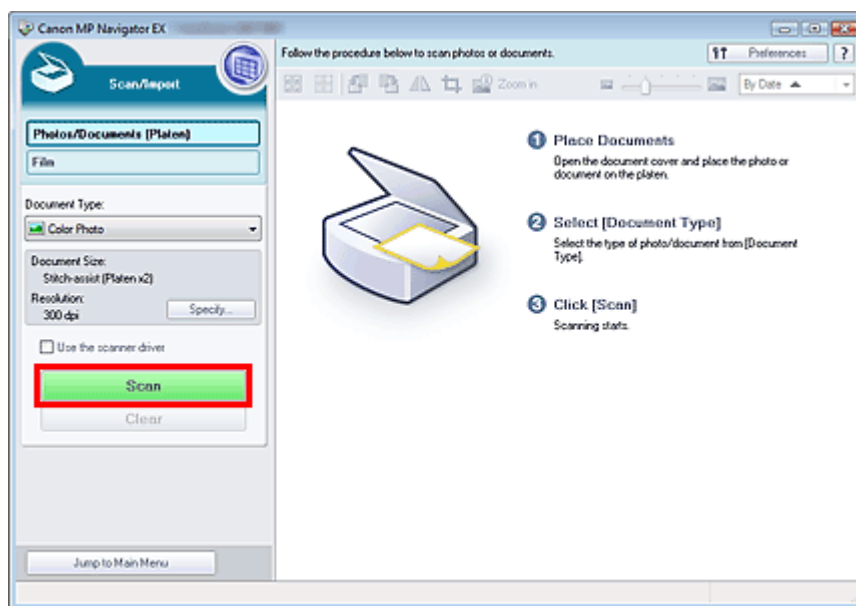 Canon MP Navigator EX
Scan/Import
Photos/Documents (Platen)
Film
Document Type:
Color Photo
Document Size:
Stitch-assist (Platen x2)
Resolution:
300 dpi
Specify...
Use the scanner driver
Scan
Clear
Jump to Main Menu
Follow the procedure below to scan photos or documents.
Preferences
?
Zoom in
By Date
1 Place Documents
Open the document cover and place the photo or
document on the platen.
2 Select [Document Type]
Select the type of photo/document from [Document
Type].
3 Click [Scan]
Scanning starts.